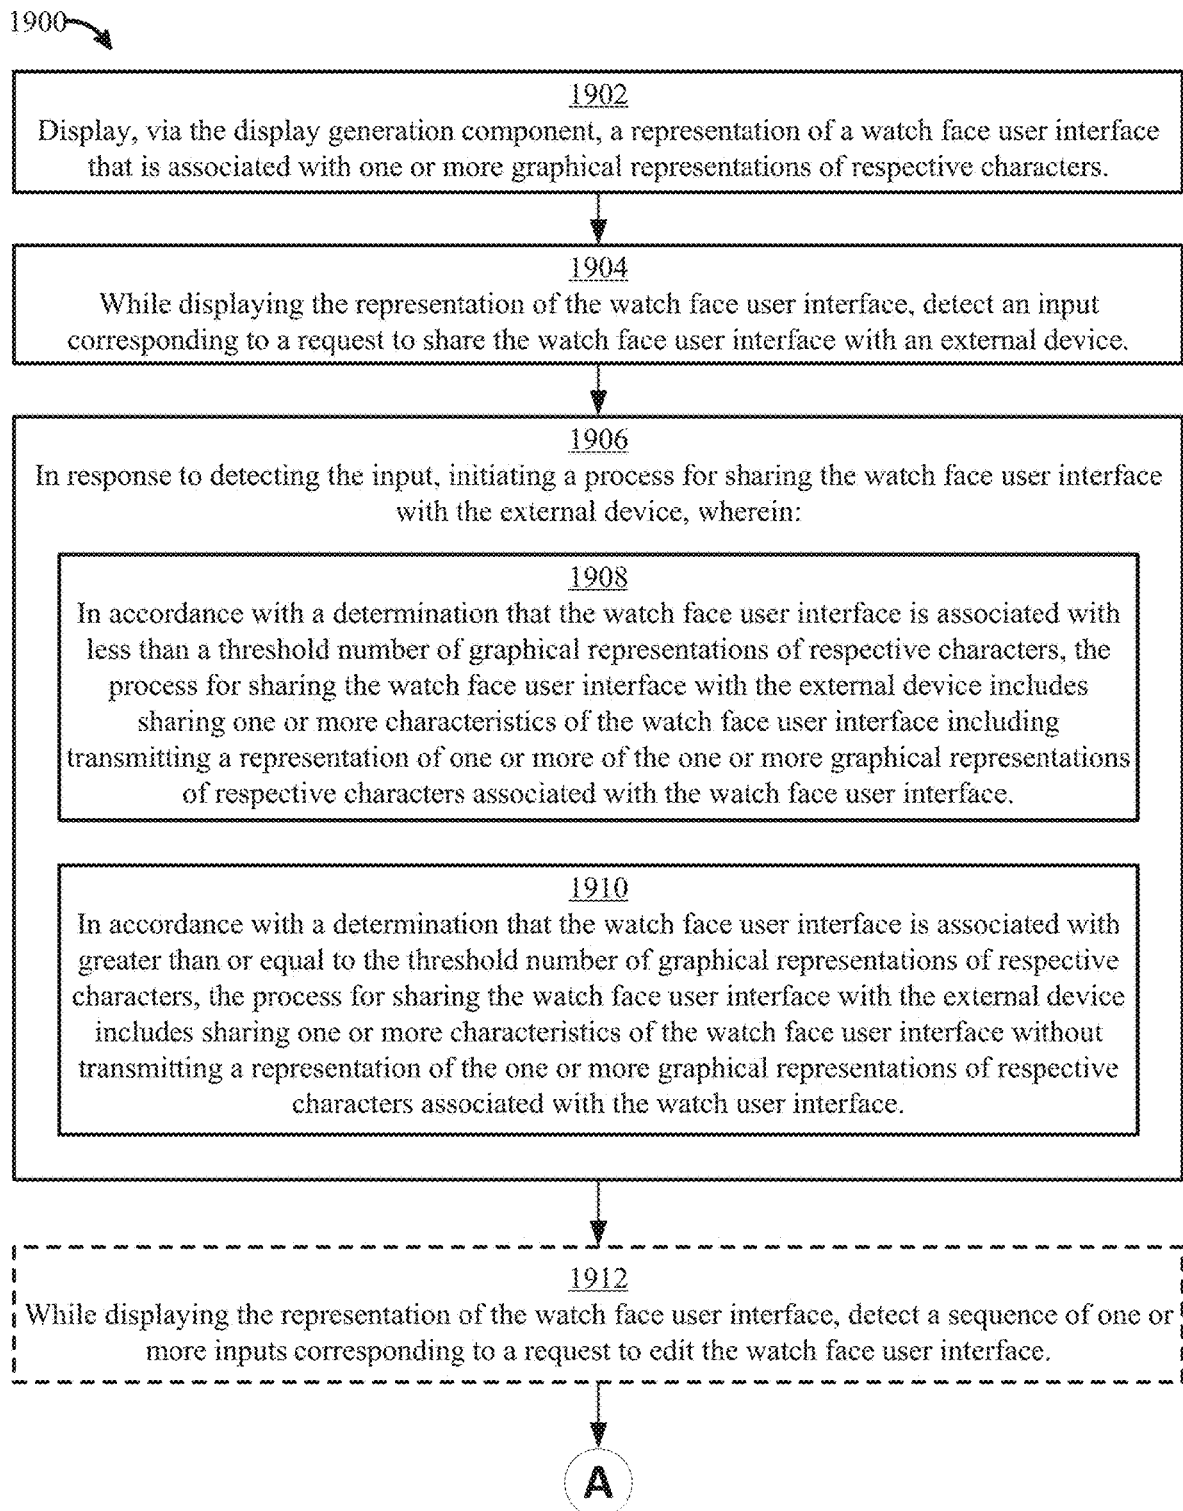 1900
1902
Display, via the display generation component, a representation of a watch face user interface
that is associated with one or more graphical representations of respective characters.
1904
While displaying the representation of the watch face user interface, detect an input
corresponding to a request to share the watch face user interface with an external device.
1906
In response to detecting the input, initiating a process for sharing the watch face user interface
with the external device, wherein:
1908
In accordance with a determination that the watch face user interface is associated with
less than a threshold number of graphical representations of respective characters, the
process for sharing the watch face user interface with the external device includes
sharing one or more characteristics of the watch face user interface including
transmitting a representation of one or more of the one or more graphical representations
of respective characters associated with the watch face user interface.
1910
In accordance with a determination that the watch face user interface is associated with
greater than or equal to the threshold number of graphical representations of respective
characters, the process for sharing the watch face user interface with the external device
includes sharing one or more characteristics of the watch face user interface without
transmitting a representation of the one or more graphical representations of respective
characters associated with the watch user interface.
1912
While displaying the representation of the watch face user interface, detect a sequence of one or
more inputs corresponding to a request to edit the watch face user interface.
A